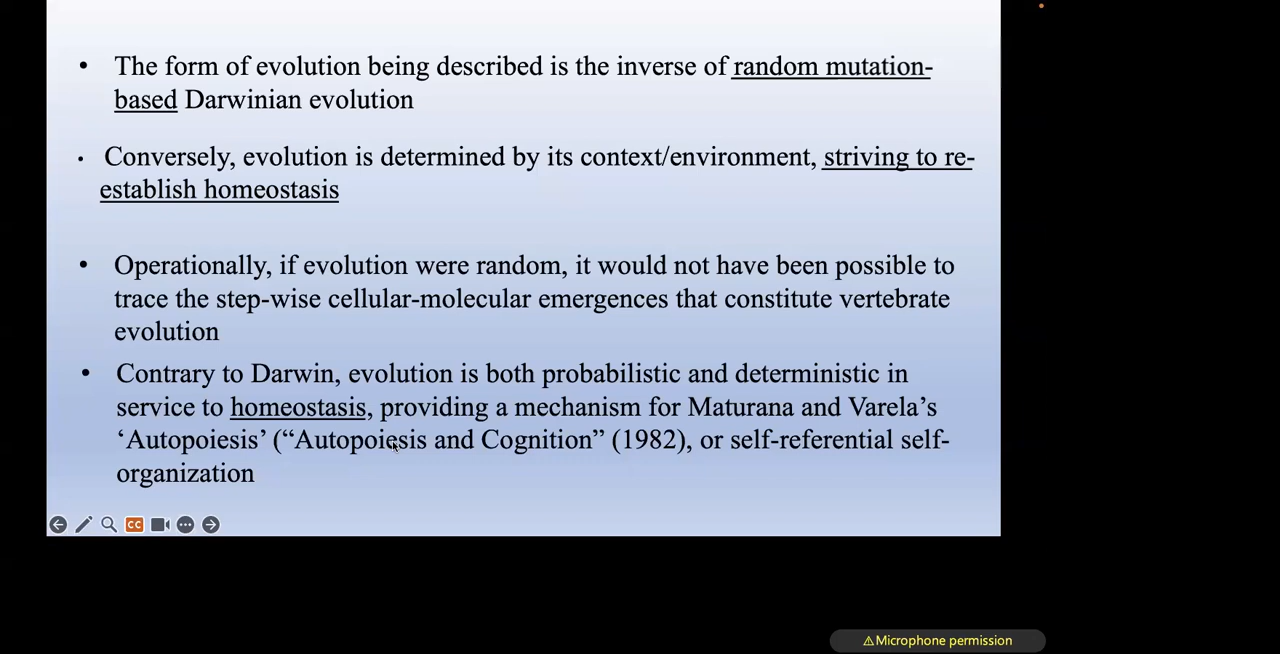 • The form of evolution being described is the inverse of random mutation-
based Darwinian evolution
• Conversely, evolution is determined by its context/environment, striving to re-
establish homeostasis
• Operationally, if evolution were random, it would not have been possible to
trace the step-wise cellular-molecular emergences that constitute vertebrate
evolution
• Contrary to Darwin, evolution is both probabilistic and deterministic in
service to homeostasis, providing a mechanism for Maturana and Varela’s
‘Autopoiesis’ (“Autopoiesis and Cognition” (1982), or self-referential self-
organization
CC
⚠Microphone permission